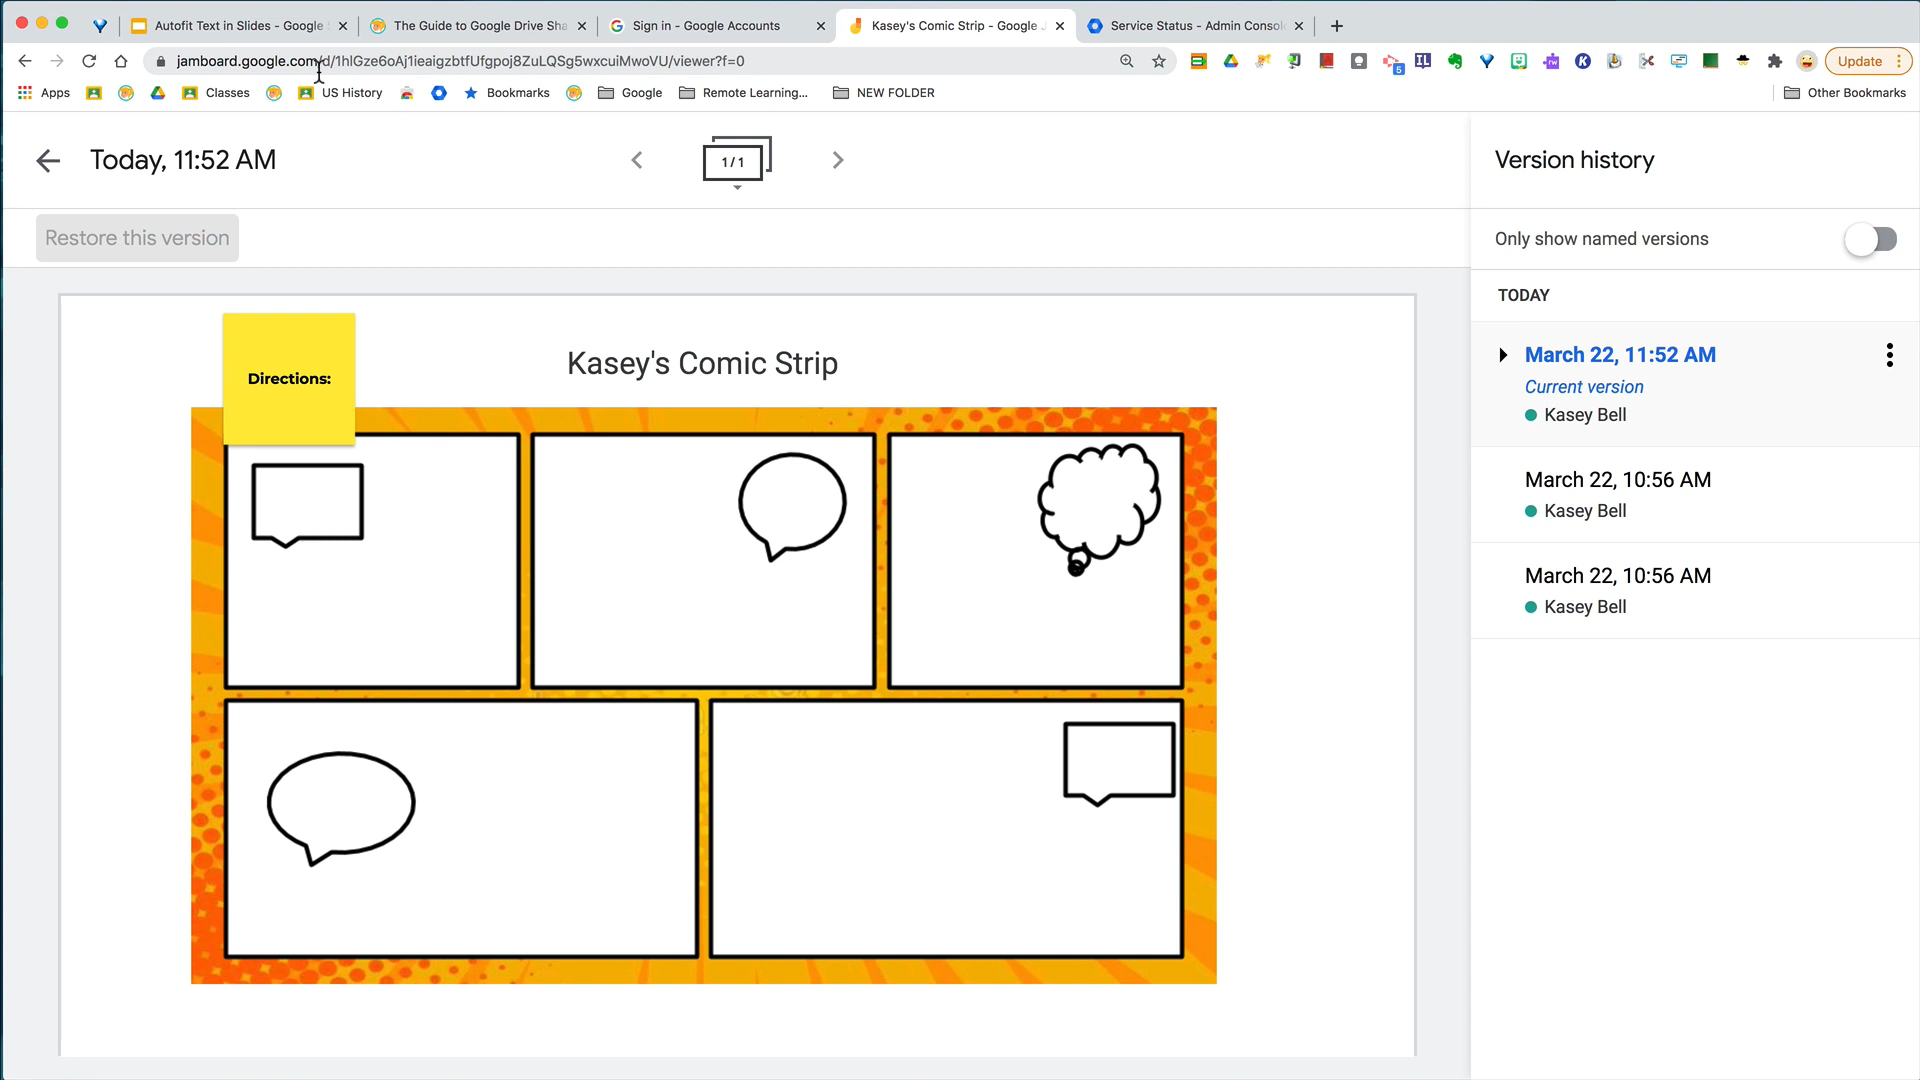 Autofit Text in Slides - Google
The Guide to Google Drive Sha
Sign in - Google Accounts
Kasey's Comic Strip - Google J
Service Status - Admin Consol
jamboard.google.com/d/1hlGze6oAj1ieaigzbtfUfgpoj8ZuLQSg5wxcuiMwoVU/viewer?f=0
5
IL
rw
K
Update
Apps
Classes
US History
Bookmarks
Google
Remote Learning...
NEW FOLDER
Other Bookmarks
Today, 11:52 AM
1/1
Version history
Restore this version
Only show named versions
TODAY
Directions:
Kasey's Comic Strip
March 22, 11:52 AM
Current version
Kasey Bell
March 22, 10:56 AM
Kasey Bell
March 22, 10:56 AM
Kasey Bell